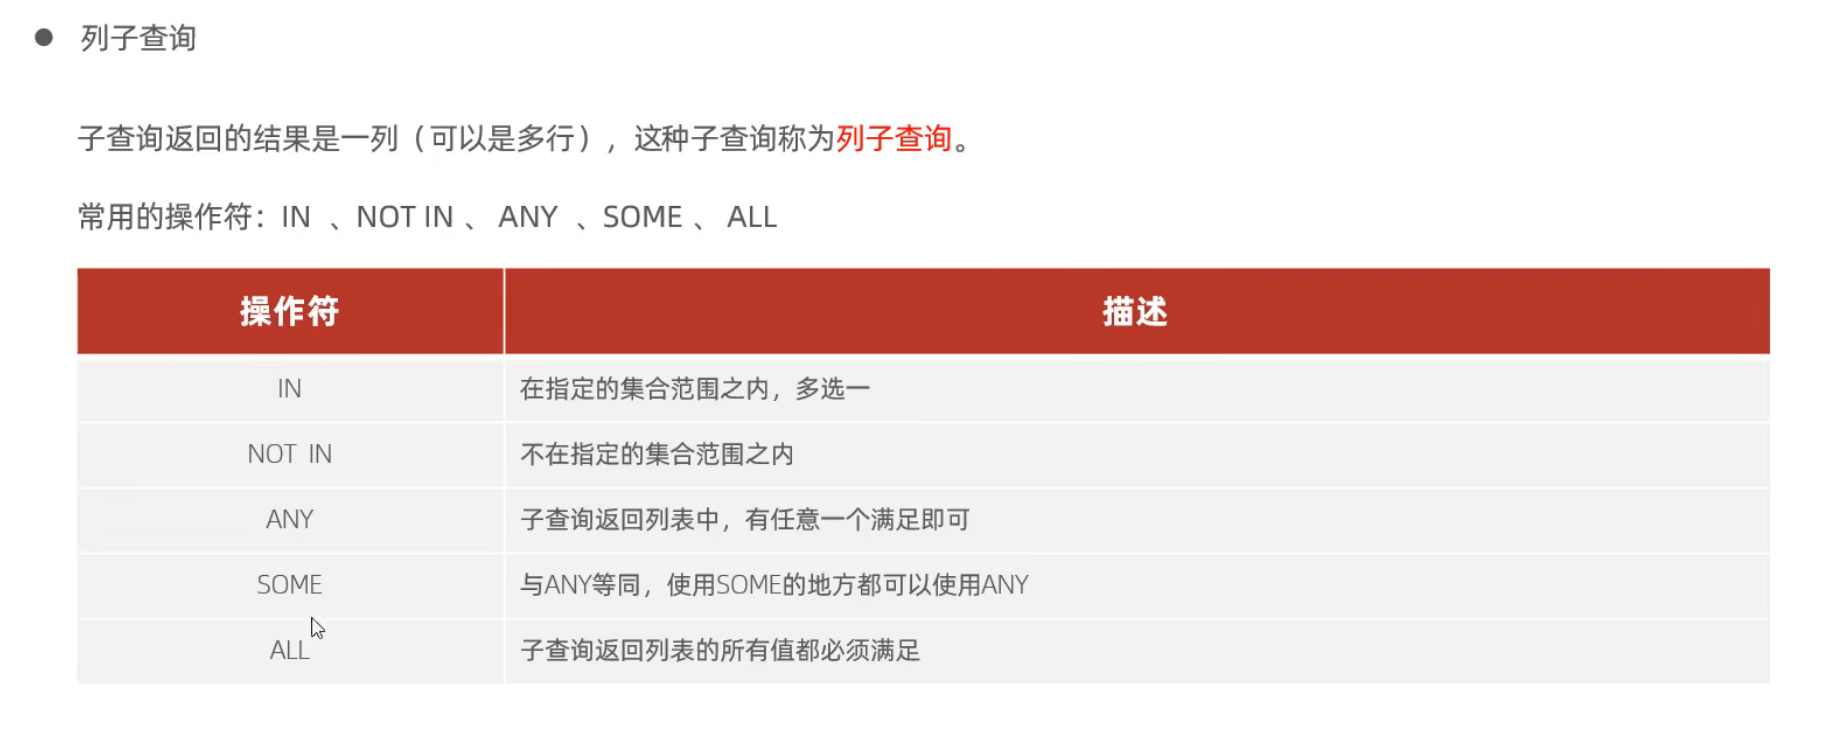 列子查询
子查询返回的结果是一列（可以是多行），这种子查询称为列子查询。
常用的操作符：IN 、NOT IN 、 ANY 、SOME 、 ALL
操作符 描述
IN 在指定的集合范围之内，多选一
NOT IN 不在指定的集合范围之内
ANY 子查询返回列表中，有任意一个满足即可
SOME 与ANY等同，使用SOME的地方都可以使用ANY
ALL 子查询返回列表的所有值都必须满足